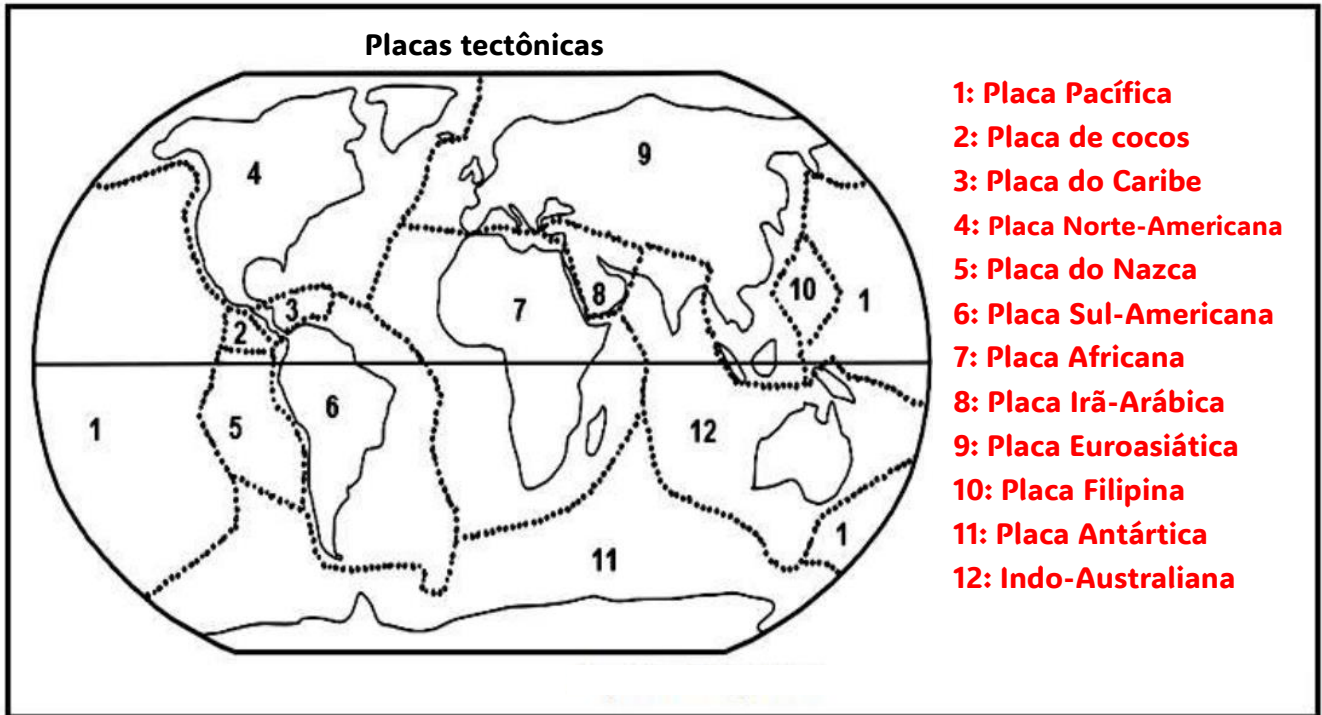 Placas tectônicas
1: Placa Pacífica
2: Placa de cocos
3: Placa do Caribe
4: Placa Norte-Americana
5: Placa do Nazca
6: Placa Sul-Americana
7: Placa Africana
8: Placa Irã-Arábica
9: Placa Euroasiática
10: Placa Filipina
11: Placa Antártica
12: Indo-Australiana
4
9
3
2
7
8
10
1
1
5
6
12
11
1